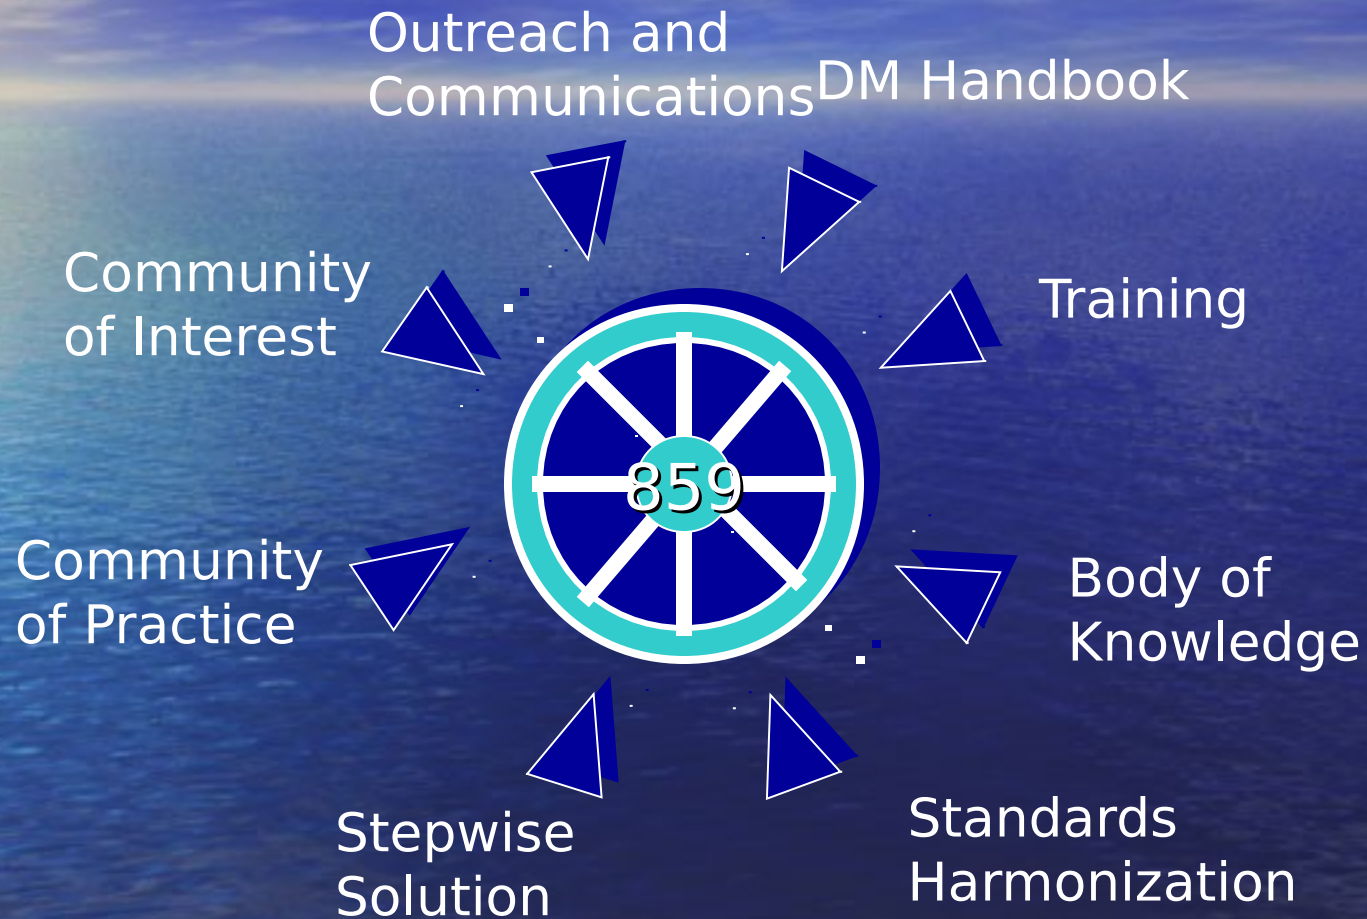 Outreach and
Communications
DM Handbook
Community
of Interest
Training
859
Community
of Practice
Body of
Knowledge
Stepwise
Solution
Standards
Harmonization